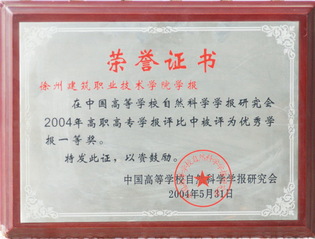 荣誉证书
徐州建筑职业技术学院学报
在中国高等学校自然科学学报研究会
2004年高职高专学报评比中被评为优秀学
报一等奖。
特发此证，以资鼓励。
中国高等学校自然科学学报研究会
2004年5月31日